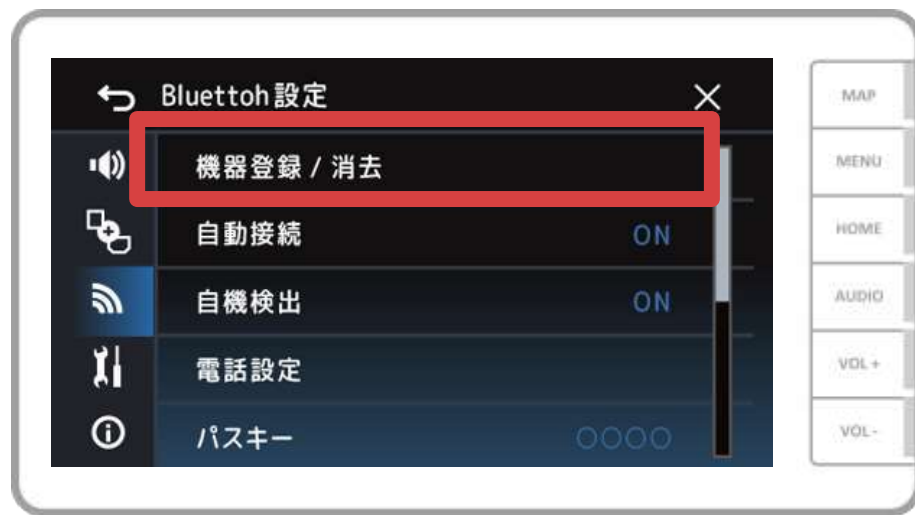 Bluettoh設定
機器登録 / 消去
自動接続 ON
自機検出 ON
電話設定
パスキー ○○○○
MAP
MENU
HOME
AUDIO
VOL +
VOL -